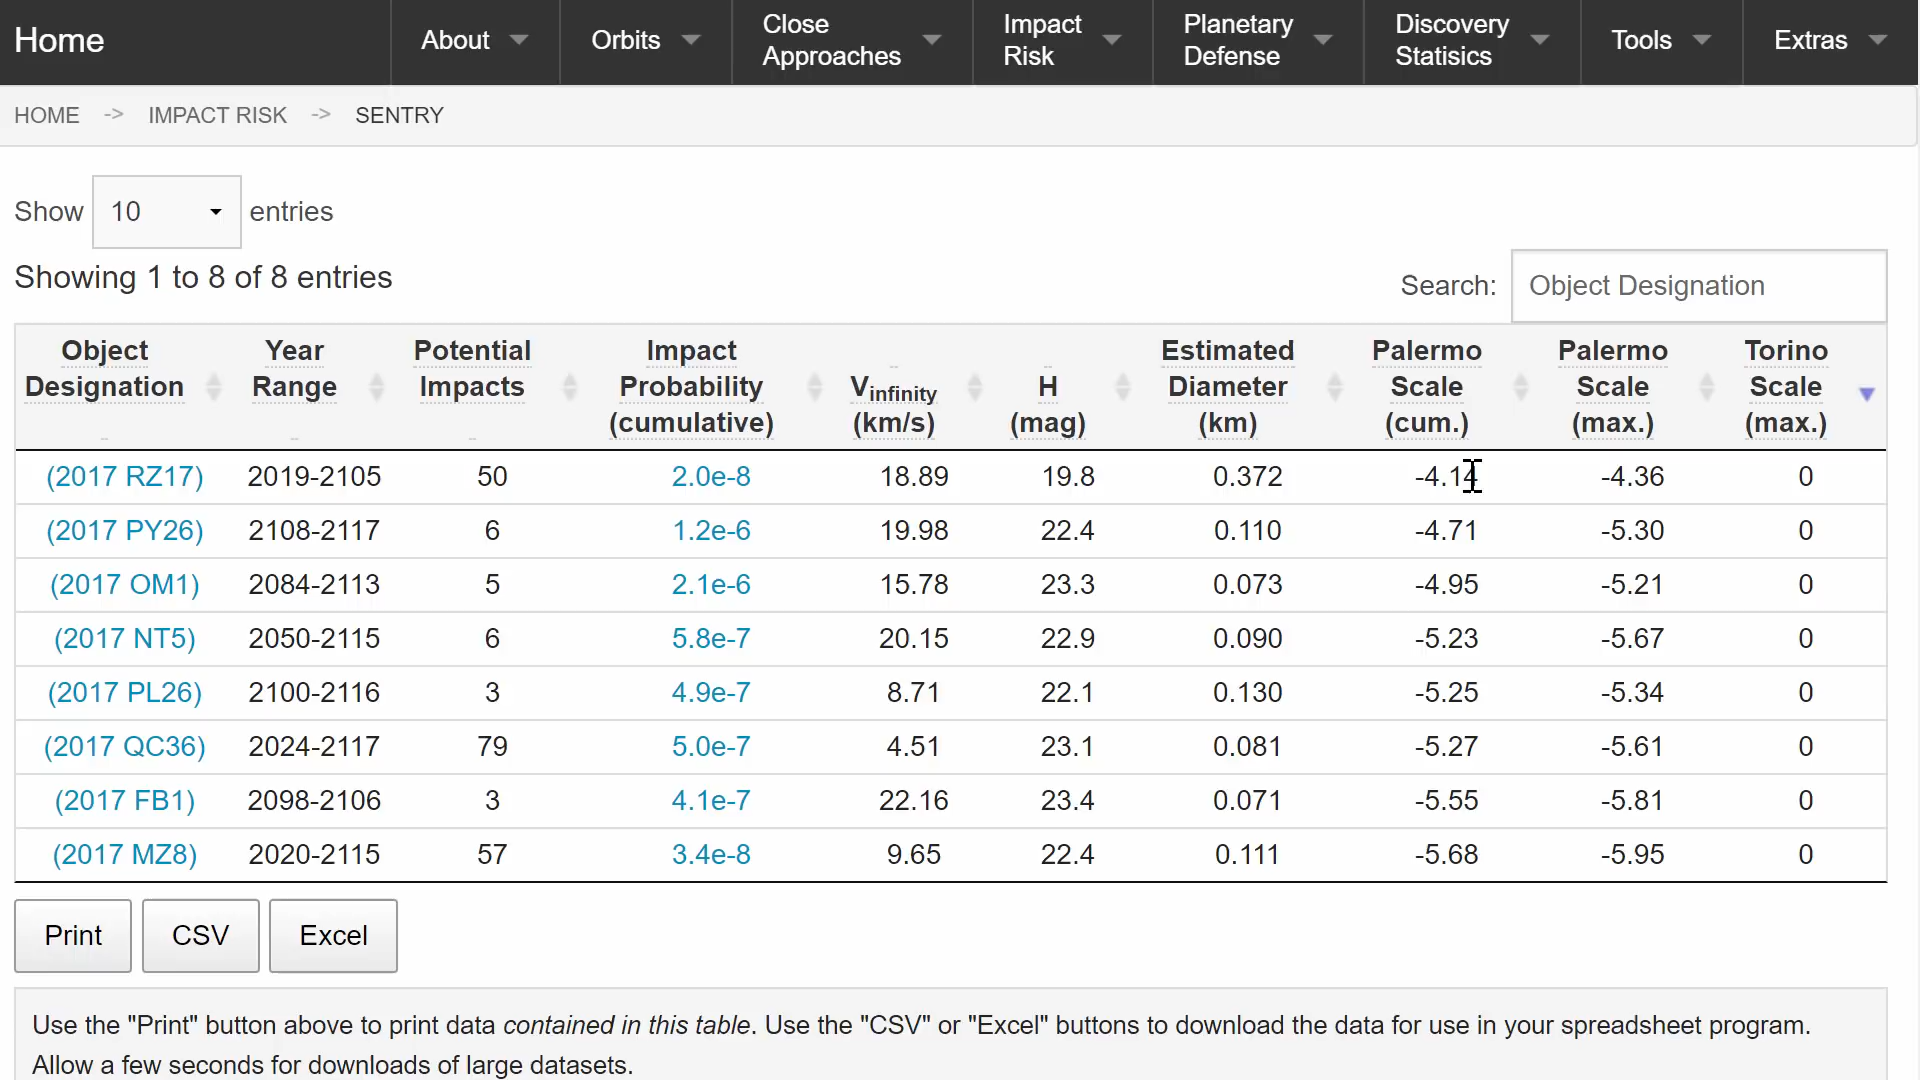 Home About Orbits Close Approaches Impact Risk Planetary Defense Discovery Statisics Tools Extras
HOME -> IMPACT RISK -> SENTRY
Show 10 entries
Showing 1 to 8 of 8 entries
Search: Object Designation
Object Designation Year Range Potential Impacts Impact Probability (cumulative) Vinfinity (km/s) H (mag) Estimated Diameter (km) Palermo Scale (cum.) Palermo Scale (max.) Torino Scale (max.)
(2017 RZ17) 2019-2105 50 2.0e-8 18.89 19.8 0.372 -4.14 -4.36 0
(2017 PY26) 2108-2117 6 1.2e-6 19.98 22.4 0.110 -4.71 -5.30 0
(2017 OM1) 2084-2113 5 2.1e-6 15.78 23.3 0.073 -4.95 -5.21 0
(2017 NT5) 2050-2115 6 5.8e-7 20.15 22.9 0.090 -5.23 -5.67 0
(2017 PL26) 2100-2116 3 4.9e-7 8.71 22.1 0.130 -5.25 -5.34 0
(2017 QC36) 2024-2117 79 5.0e-7 4.51 23.1 0.081 -5.27 -5.61 0
(2017 FB1) 2098-2106 3 4.1e-7 22.16 23.4 0.071 -5.55 -5.81 0
(2017 MZ8) 2020-2115 57 3.4e-8 9.65 22.4 0.111 -5.68 -5.95 0
Print CSV Excel
Use the "Print" button above to print data contained in this table. Use the "CSV" or "Excel" buttons to download the data for use in your spreadsheet program.
Allow a few seconds for downloads of large datasets.